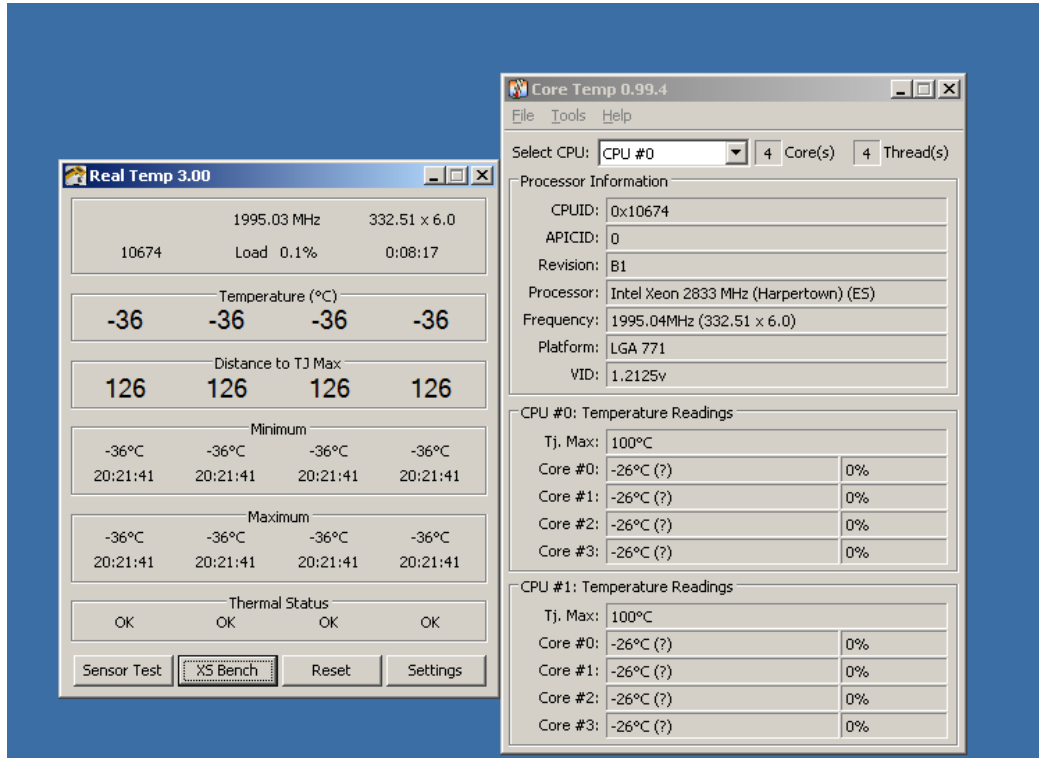 Real Temp 3.00
1995.03 MHz 332.51 x 6.0
10674 Load 0.1% 0:08:17
Temperature (°C)
-36 -36 -36 -36
Distance to TJ Max
126 126 126 126
Minimum
-36°C -36°C -36°C -36°C
20:21:41 20:21:41 20:21:41 20:21:41
Maximum
-36°C -36°C -36°C -36°C
20:21:41 20:21:41 20:21:41 20:21:41
Thermal Status
OK OK OK OK
Sensor Test XS Bench Reset Settings
Core Temp 0.99.4
File Tools Help
Select CPU: CPU #0 4 Core(s) 4 Thread(s)
Processor Information
CPUID: 0x10674
APICID: 0
Revision: B1
Processor: Intel Xeon 2833 MHz (Harpertown) (ES)
Frequency: 1995.04MHz (332.51 x 6.0)
Platform: LGA 771
VID: 1.2125v
CPU #0: Temperature Readings
Tj. Max: 100°C
Core #0: -26°C (?) 0%
Core #1: -26°C (?) 0%
Core #2: -26°C (?) 0%
Core #3: -26°C (?) 0%
CPU #1: Temperature Readings
Tj. Max: 100°C
Core #0: -26°C (?) 0%
Core #1: -26°C (?) 0%
Core #2: -26°C (?) 0%
Core #3: -26°C (?) 0%